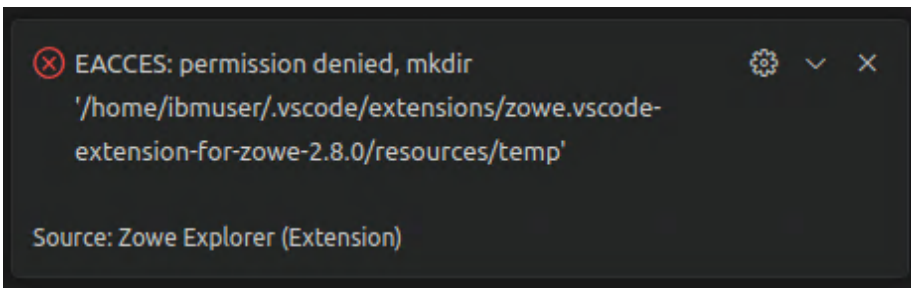 EACCES: permission denied, mkdir
'/home/ibmuser/.vscode/extensions/zowe.vscode-
extension-for-zowe-2.8.0/resources/temp'
Source: Zowe Explorer (Extension)